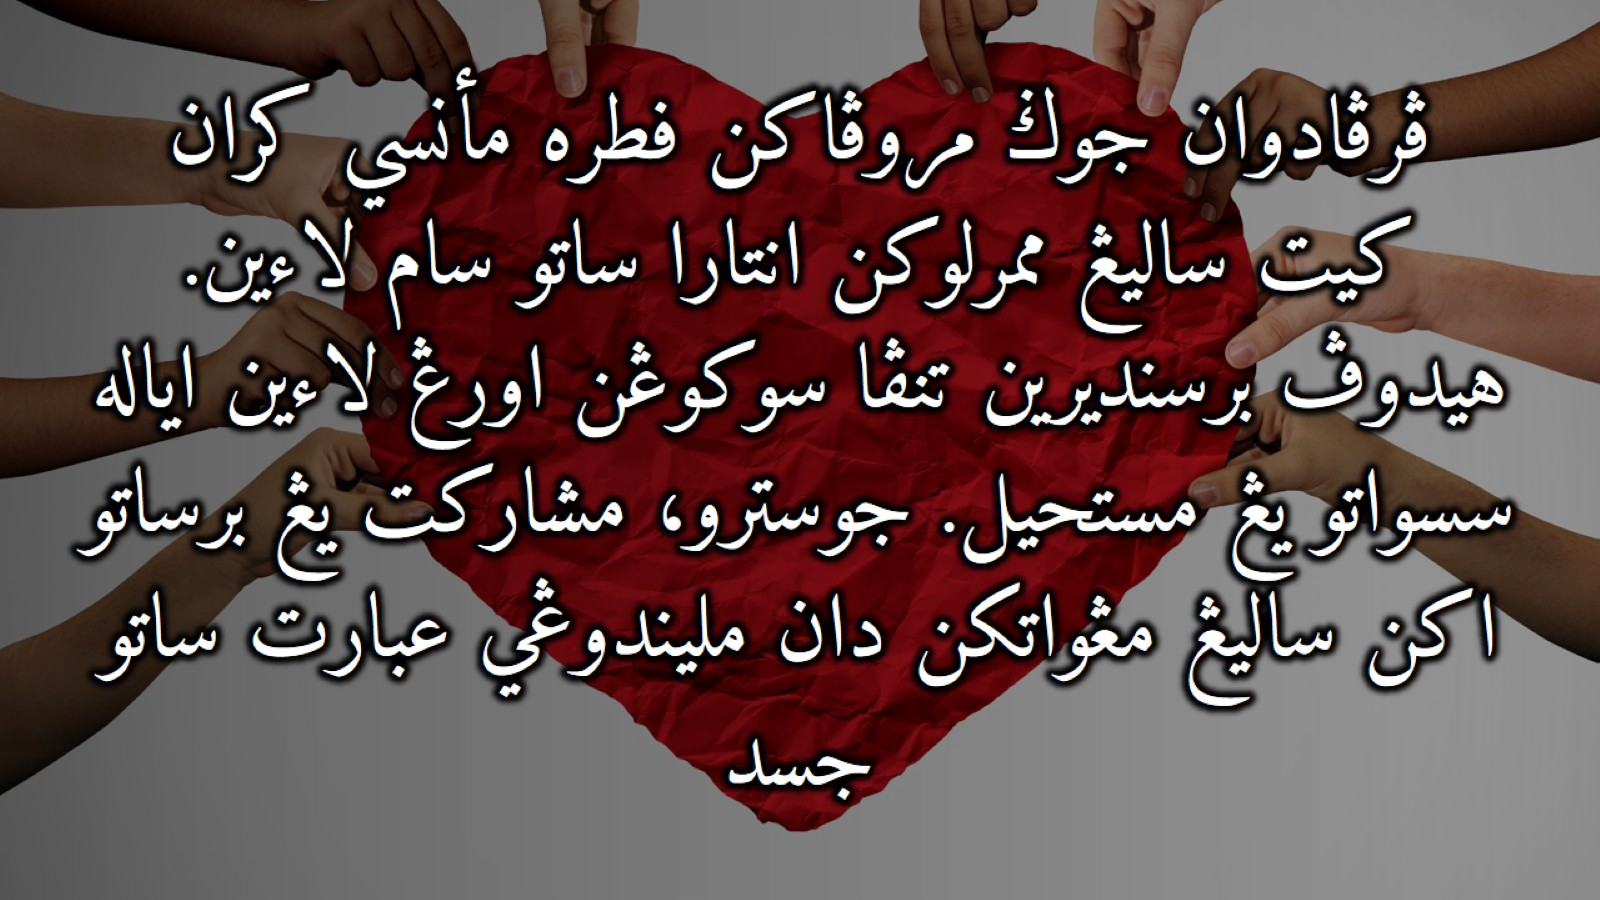 ڤرڤادوان جوݢ مروڤاکن فطره مأنسي کران
کيت ساليڠ ممرلوکن انتارا ساتو سام لاءين.
هيدوڤ برسنديرين تنڤا سوکوڠن اورڠ لاءين اياله
سسواتو يڠ مستحيل. جوسترو، مشارکت يڠ برساتو
اکن ساليڠ مڠواتکن دان مليندوڠي عبارت ساتو
جسد